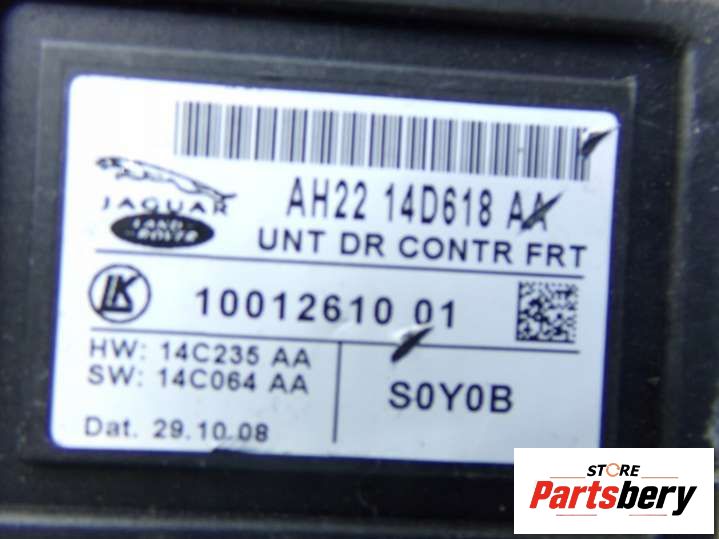 JAGUAR
LAND-
-ROVER
AH22 14D618 AA
UNT DR CONTR FRT
LK
10012610 01
HW: 14C235 AA
SW: 14C064 AA
S0Y0B
Dat. 29.10.08
STORE
Partsbery